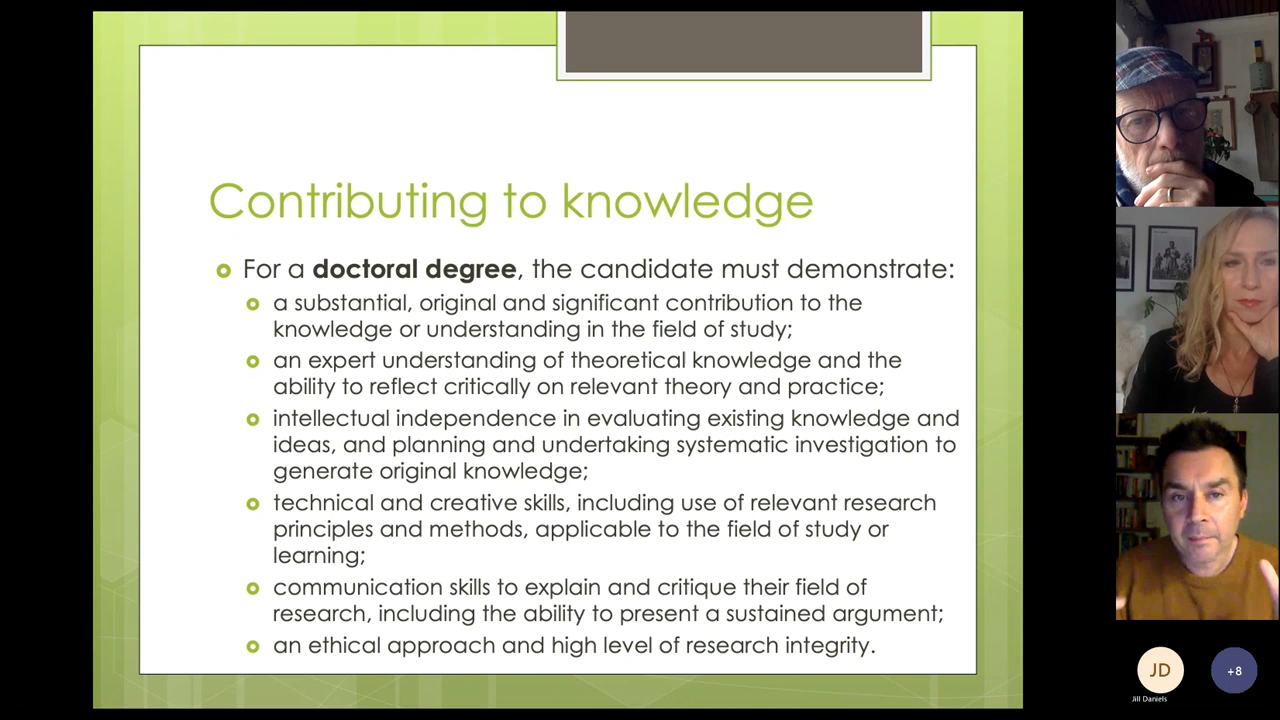 Contributing to knowledge
For a doctoral degree, the candidate must demonstrate:
a substantial, original and significant contribution to the
knowledge or understanding in the field of study;
an expert understanding of theoretical knowledge and the
ability to reflect critically on relevant theory and practice;
intellectual independence in evaluating existing knowledge and
ideas, and planning and undertaking systematic investigation to
generate original knowledge;
technical and creative skills, including use of relevant research
principles and methods, applicable to the field of study or
learning;
communication skills to explain and critique their field of
research, including the ability to present a sustained argument;
an ethical approach and high level of research integrity.
JD
+8
Jill Daniels